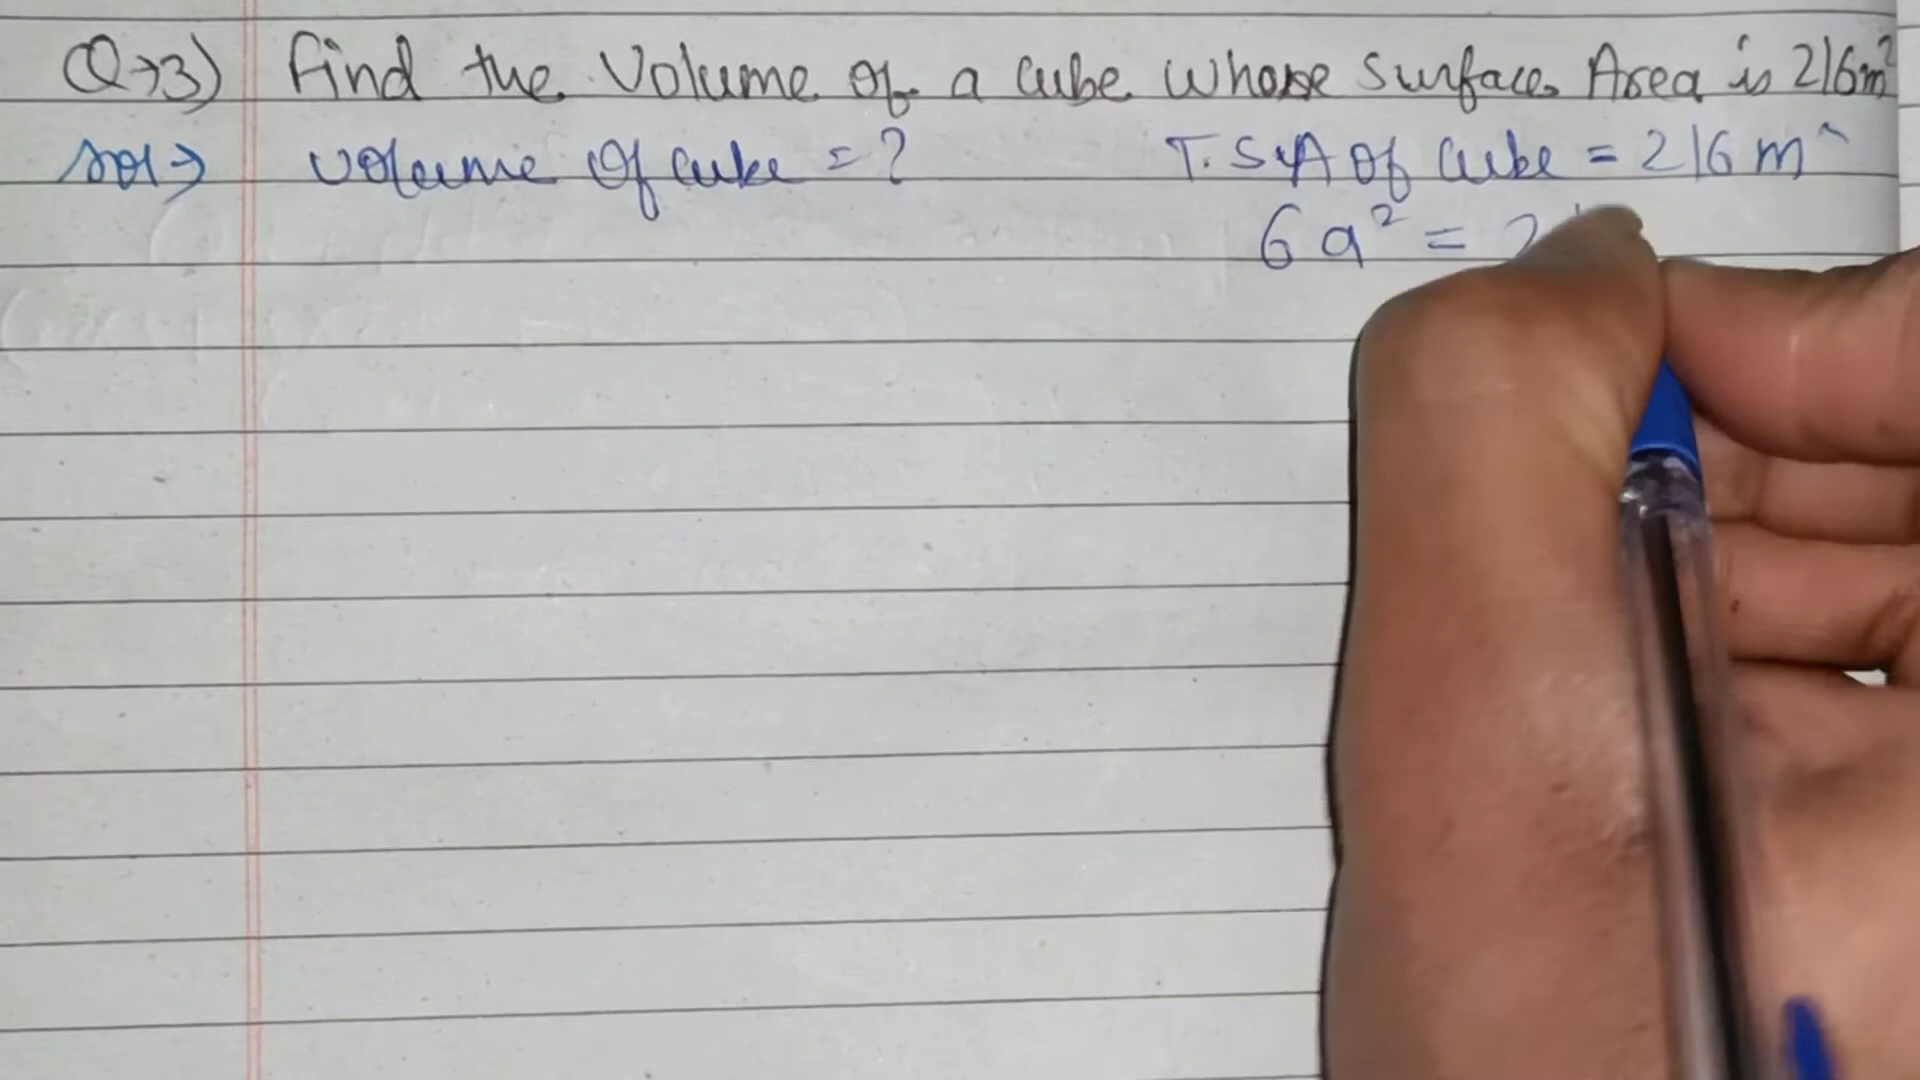 Q→3) Find the Volume of a Cube Whose Surface Area is 216m²
Sol⇒ Volume of Cube = ? T.S.A of Cube = 216 m²
6a² = 2